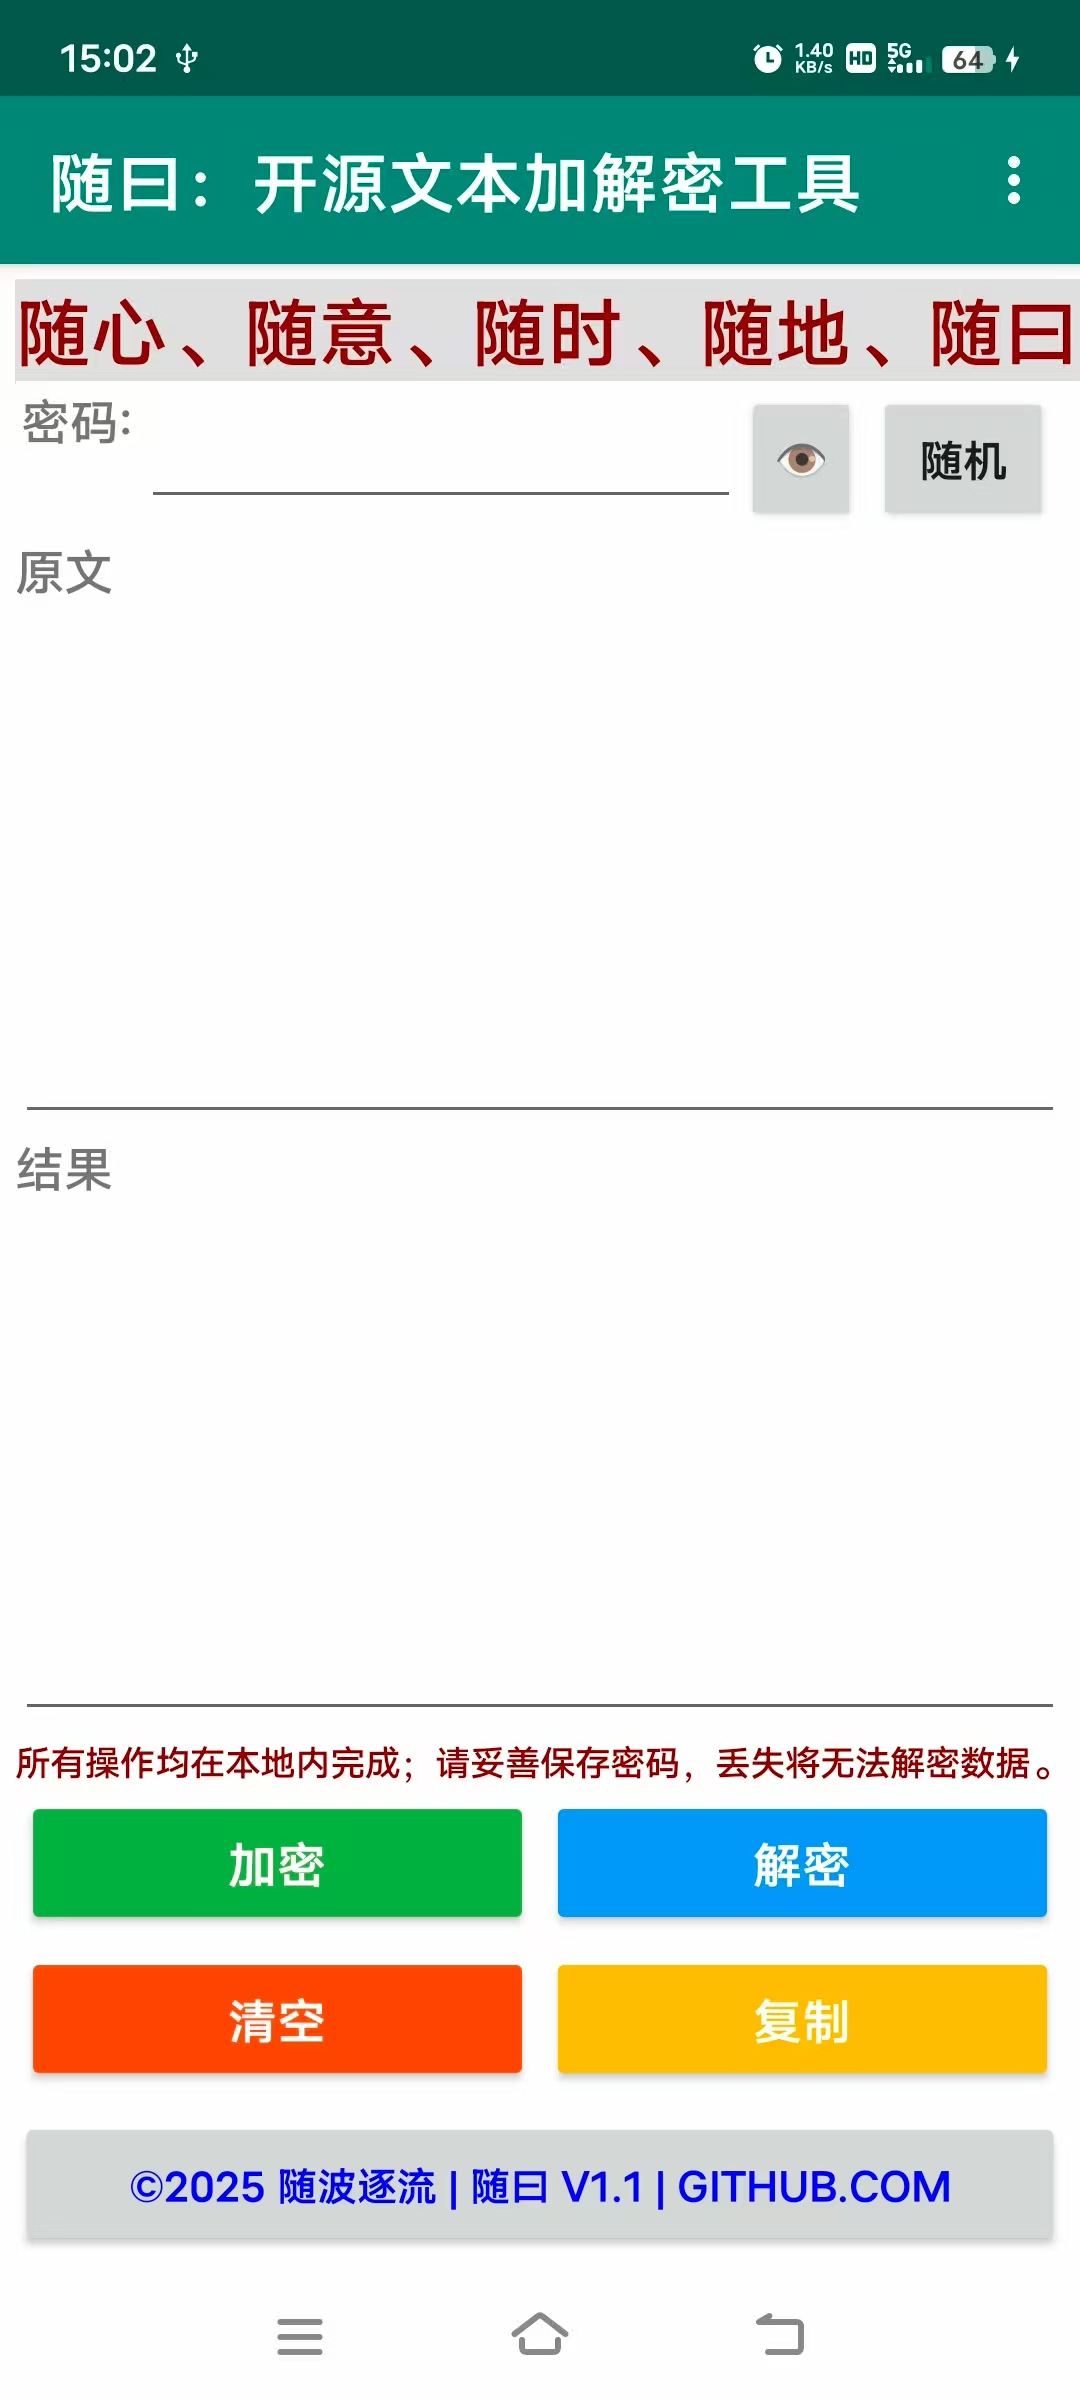 15:02 1.40 KB/s HD 5G 64
随曰：开源文本加解密工具
随心、随意、随时、随地、随曰
密码: 随机
原文
结果
所有操作均在本地内完成；请妥善保存密码，丢失将无法解密数据。
加密 解密
清空 复制
©2025 随波逐流 | 随曰 V1.1 | GITHUB.COM